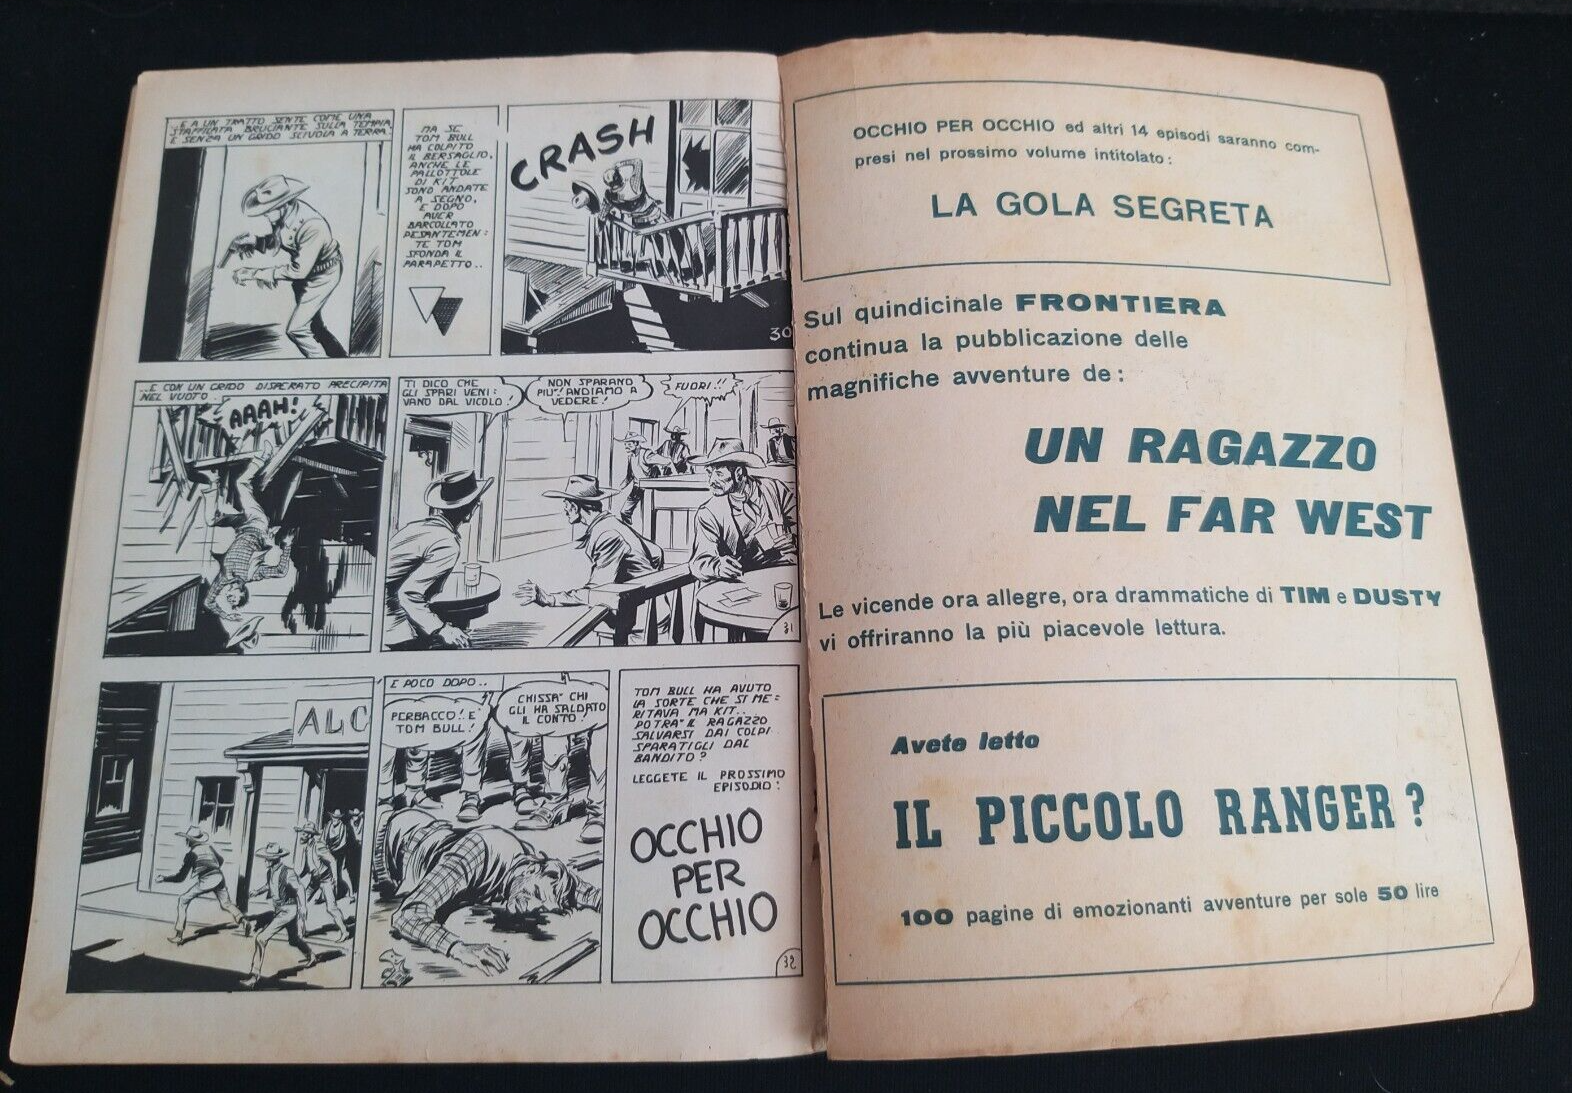 ..E A UN TRATTO SENTE COME UNA
STAFFILATA BRUCIANTE SULLA TEMPIA
E SENZA UN GRIDO SCIVOLA A TERRA..
MA SE
TOM BULL
HA COLPITO
IL BERSAGLIO,
ANCHE LE
PALLOTTOLE
DI KIT
SONO ANDATE
A SEGNO,
E DOPO
AVER
BARCOLLATO
PESANTEMEN=
TE TOM
SFONDA IL
PARAPETTO..
CRASH
30
..E CON UN GRIDO DISPERATO PRECIPITA
NEL VUOTO..
AAAH!
TI DICO CHE
GLI SPARI VENI=
VANO DAL VICOLO!
NON SPARANO
PIU'! ANDIAMO A
VEDERE!
FUORI!!
31
ALC
E POCO DOPO..
PERBACCO! E'
TOM BULL!
CHISSA' CHI
GLI HA SALDATO
IL CONTO!
TOM BULL HA AVUTO
LA SORTE CHE SI ME=
RITAVA MA KIT..
POTRA' IL RAGAZZO
SALVARSI DAI COLPI
SPARATIGLI DAL
BANDITO?
LEGGETE IL PROSSIMO
EPISODIO:
OCCHIO
PER
OCCHIO
32
OCCHIO PER OCCHIO ed altri 14 episodi saranno com-
presi nel prossimo volume intitolato:
LA GOLA SEGRETA
Sul quindicinale FRONTIERA
continua la pubblicazione delle
magnifiche avventure de:
UN RAGAZZO
NEL FAR WEST
Le vicende ora allegre, ora drammatiche di TIM e DUSTY
vi offriranno la più piacevole lettura.
Avete letto
IL PICCOLO RANGER?
100 pagine di emozionanti avventure per sole 50 lire